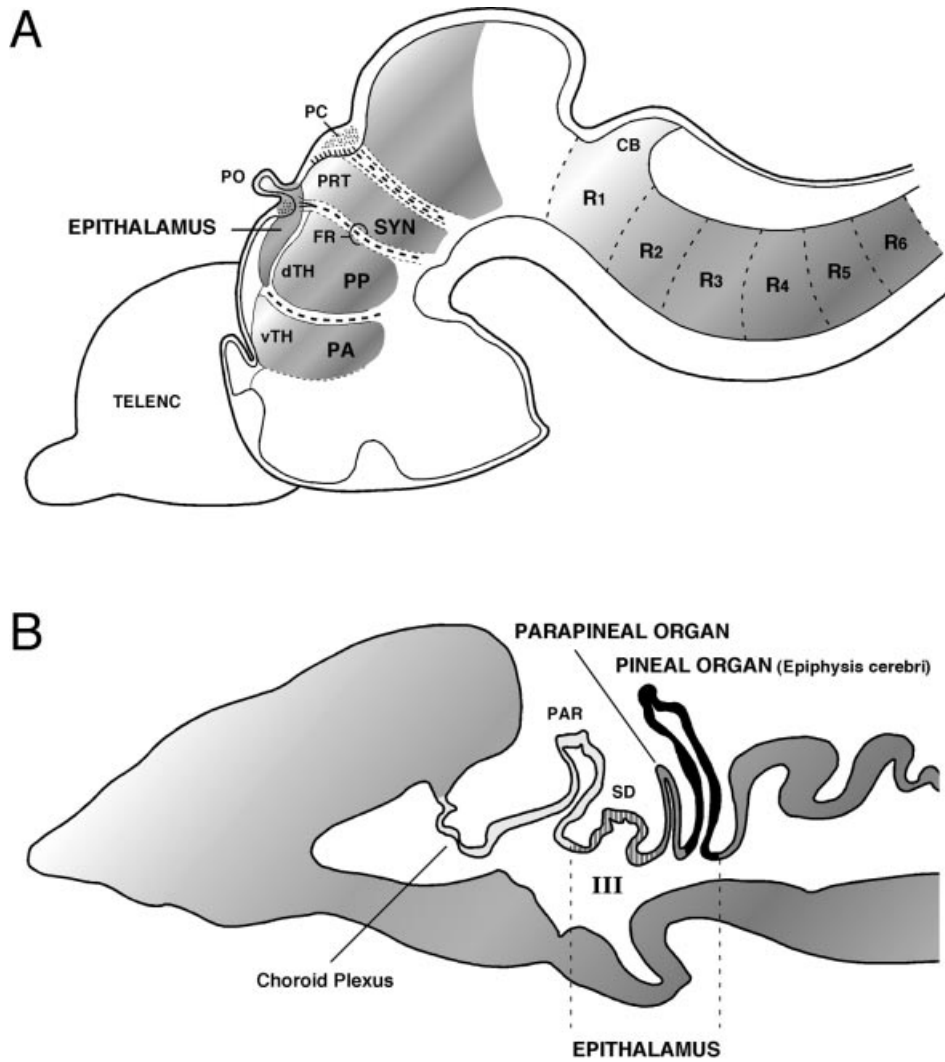 A
PC
PO
PRT
CB
EPITHALAMUS
FR
SYN
R1
R2
R3
R4
R5
R6
dTH
PP
vTH
PA
TELENC
B
PARAPINEAL ORGAN
PINEAL ORGAN (Epiphysis cerebri)
PAR
SD
III
Choroid Plexus
EPITHALAMUS